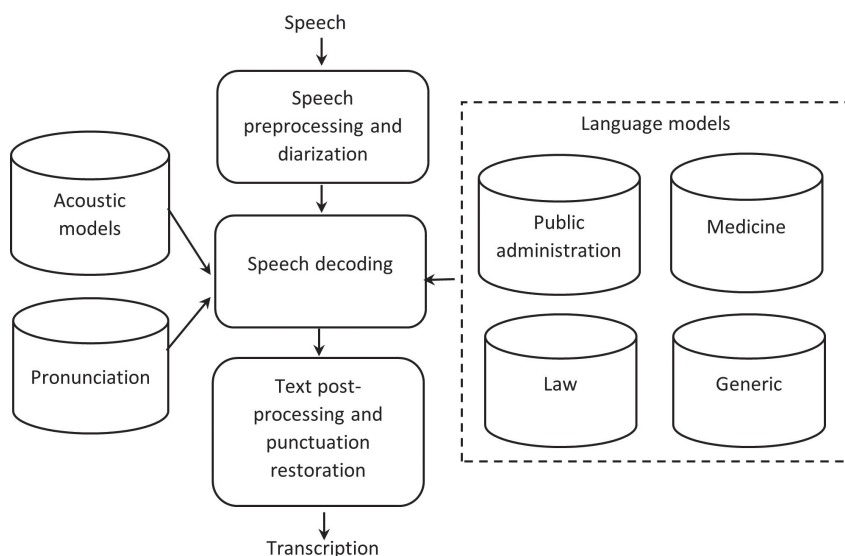 Speech
Speech
preprocessing and
diarization
Language models
Acoustic
models
Public
administration
Medicine
Speech decoding
Pronunciation
Text post-
processing and
punctuation
restoration
Law
Generic
Transcription